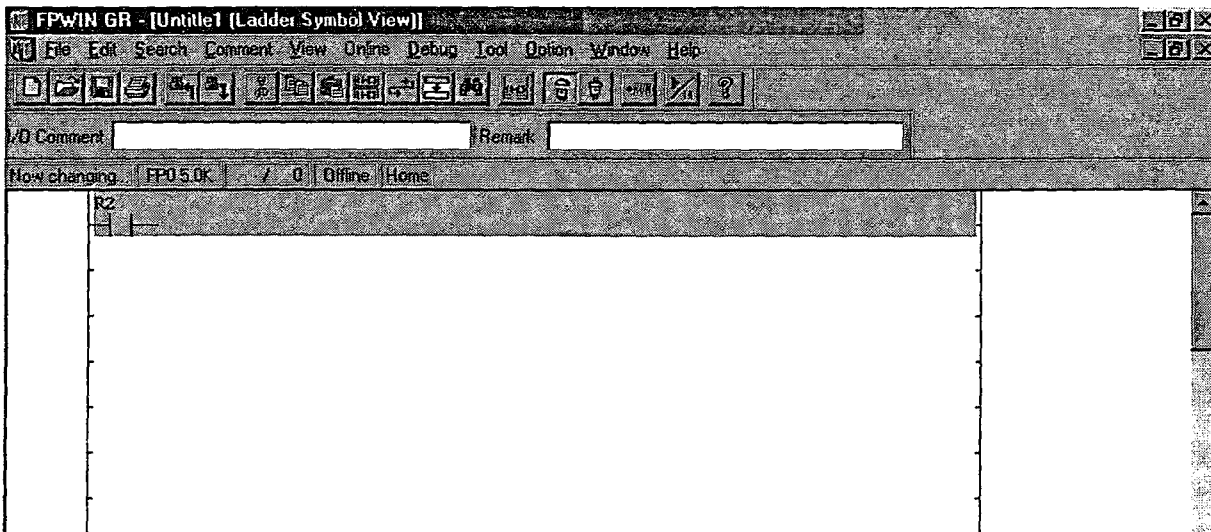 FPWIN GR - [Untitle1 (Ladder Symbol View)]
File Edit Search Comment View Online Debug Tool Option Window Help
I/O Comment Remark
Now changing.. FP0 5.0K / 0 Offline Home
R2